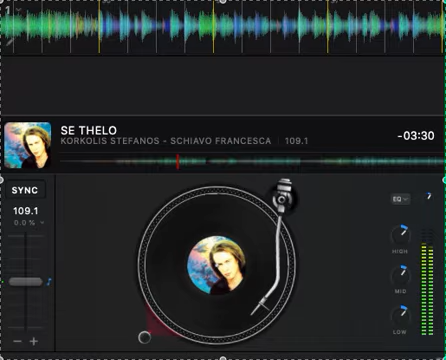 1
SE THELO
KORKOLIS STEFANOS - SCHIAVO FRANCESCA 109.1
-03:30
SYNC
109.1
0.0 %
EQ
HIGH
MID
LOW